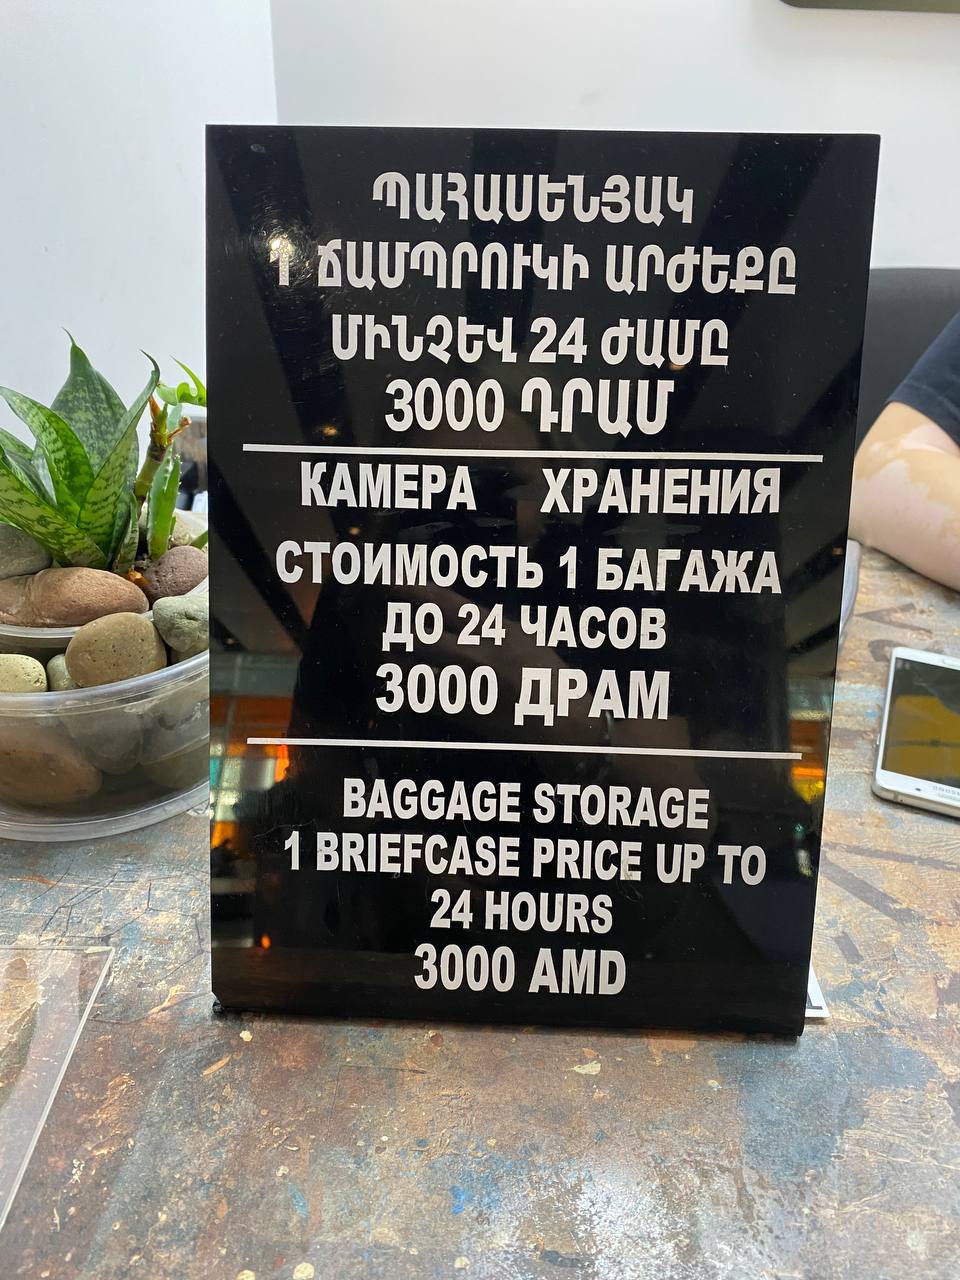 ՊԱՀԱՍԵՆՅԱԿ
1 ՃԱՄՊՐՈՒԿԻ ԱՐԺԵՔԸ
ՄԻՆՉԵՎ 24 ԺԱՄԸ
3000 ԴՐԱՄ
КАМЕРА ХРАНЕНИЯ
СТОИМОСТЬ 1 БАГАЖА
ДО 24 ЧАСОВ
3000 ДРАМ
BAGGAGE STORAGE
1 BRIEFCASE PRICE UP TO
24 HOURS
3000 AMD
SAMSUNG